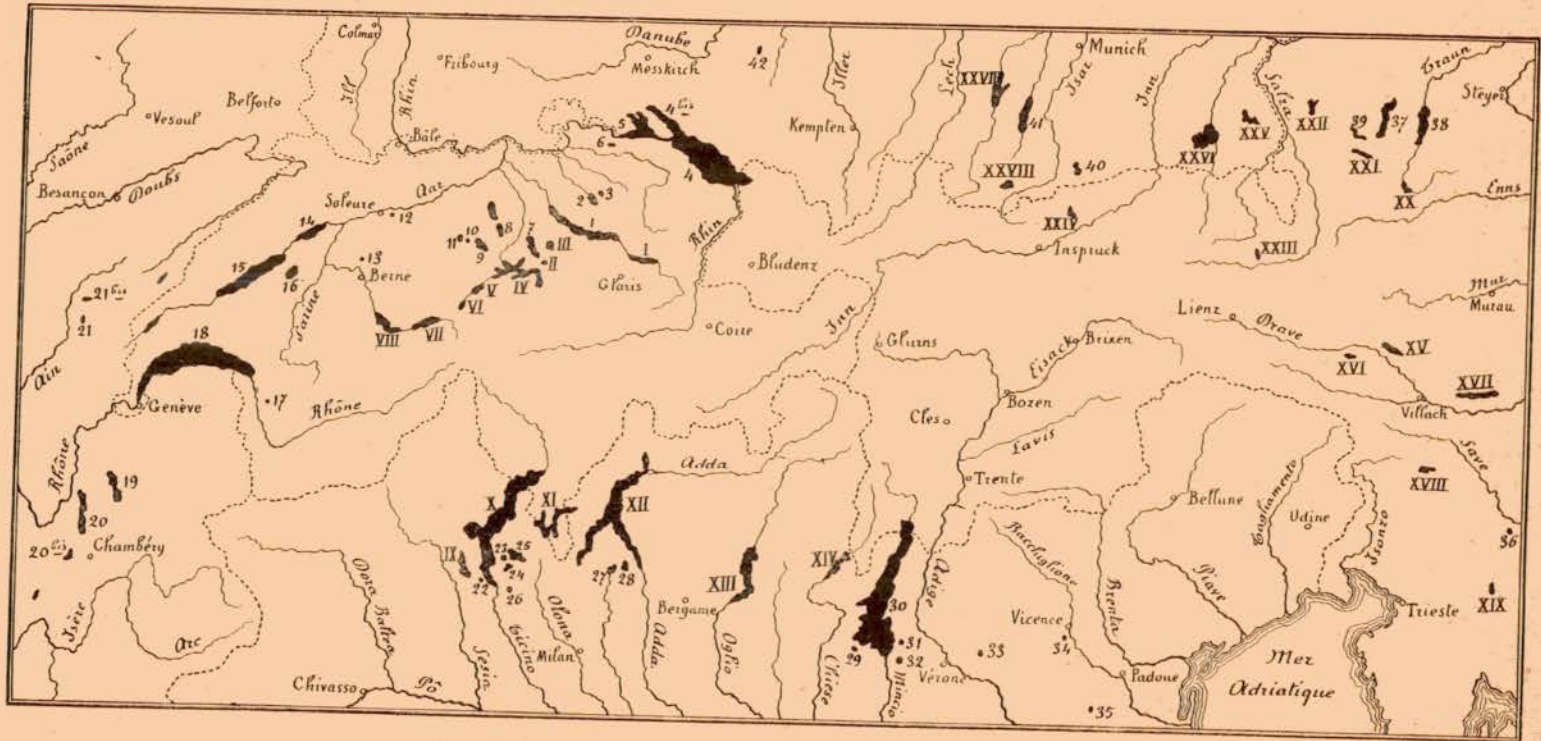 Colmar
Ill
Rhin
Fribourg
Danube
Messkirch
42
Iller
Lech
XXVII
Munich
Isar
Inn
Salza
Traun
Steyer
Vesoul
Belfort
Saône
Besançon
Doubs
Bâle
4 bis
5
6
4
Kempten
41
XXVIII
40
XXVI
XXV
XXII
39
37
38
XXI
XX
Enns
Soleure
Aar
12
14
2
3
1
1
8
10
11
9
7
III
II
IV
V
VI
13
Berne
15
16
Sarine
VIII
VII
Glaris
Rhin
Bludenz
XXIV
Inspruck
XXIII
Mur
Murau
21 bis
21
Ain
18
Genève
17
Rhône
Coire
Inn
Glurns
Eisack
Brixen
Lienz
Drave
XV
XVI
XVII
Villach
Bozen
Cles
Lavis
Trente
Rhône
19
20
20 bis
Chambéry
Isère
Arc
X
XI
XII
Adda
IX
23
25
24
22
26
27
28
XIII
XIV
30
Adige
Bacchiglione
Brenta
Bellune
Tagliamento
Udine
Piave
Isonzo
Save
XVIII
36
Trieste
XIX
Dora Baltea
Chivasso
Pô
Sesia
Ticino
Olona
Milan
Adda
Bergame
Oglio
Chiese
29
31
32
Mincio
Vérone
33
Vicence
34
35
Padoue
Mer
Adriatique